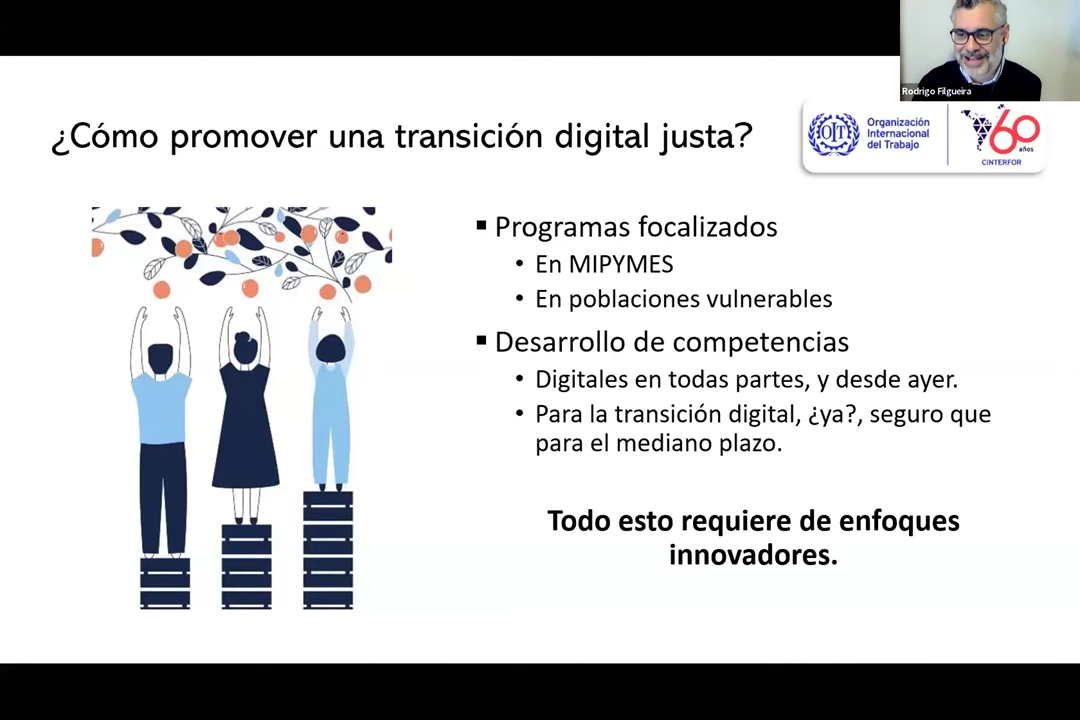 Rodrigo Filgueira
¿Cómo promover una transición digital justa?
Organización
Internacional
del Trabajo
60
años
CINTERFOR
▪ Programas focalizados
• En MIPYMES
• En poblaciones vulnerables
▪ Desarrollo de competencias
• Digitales en todas partes, y desde ayer.
• Para la transición digital, ¿ya?, seguro que
para el mediano plazo.
Todo esto requiere de enfoques
innovadores.